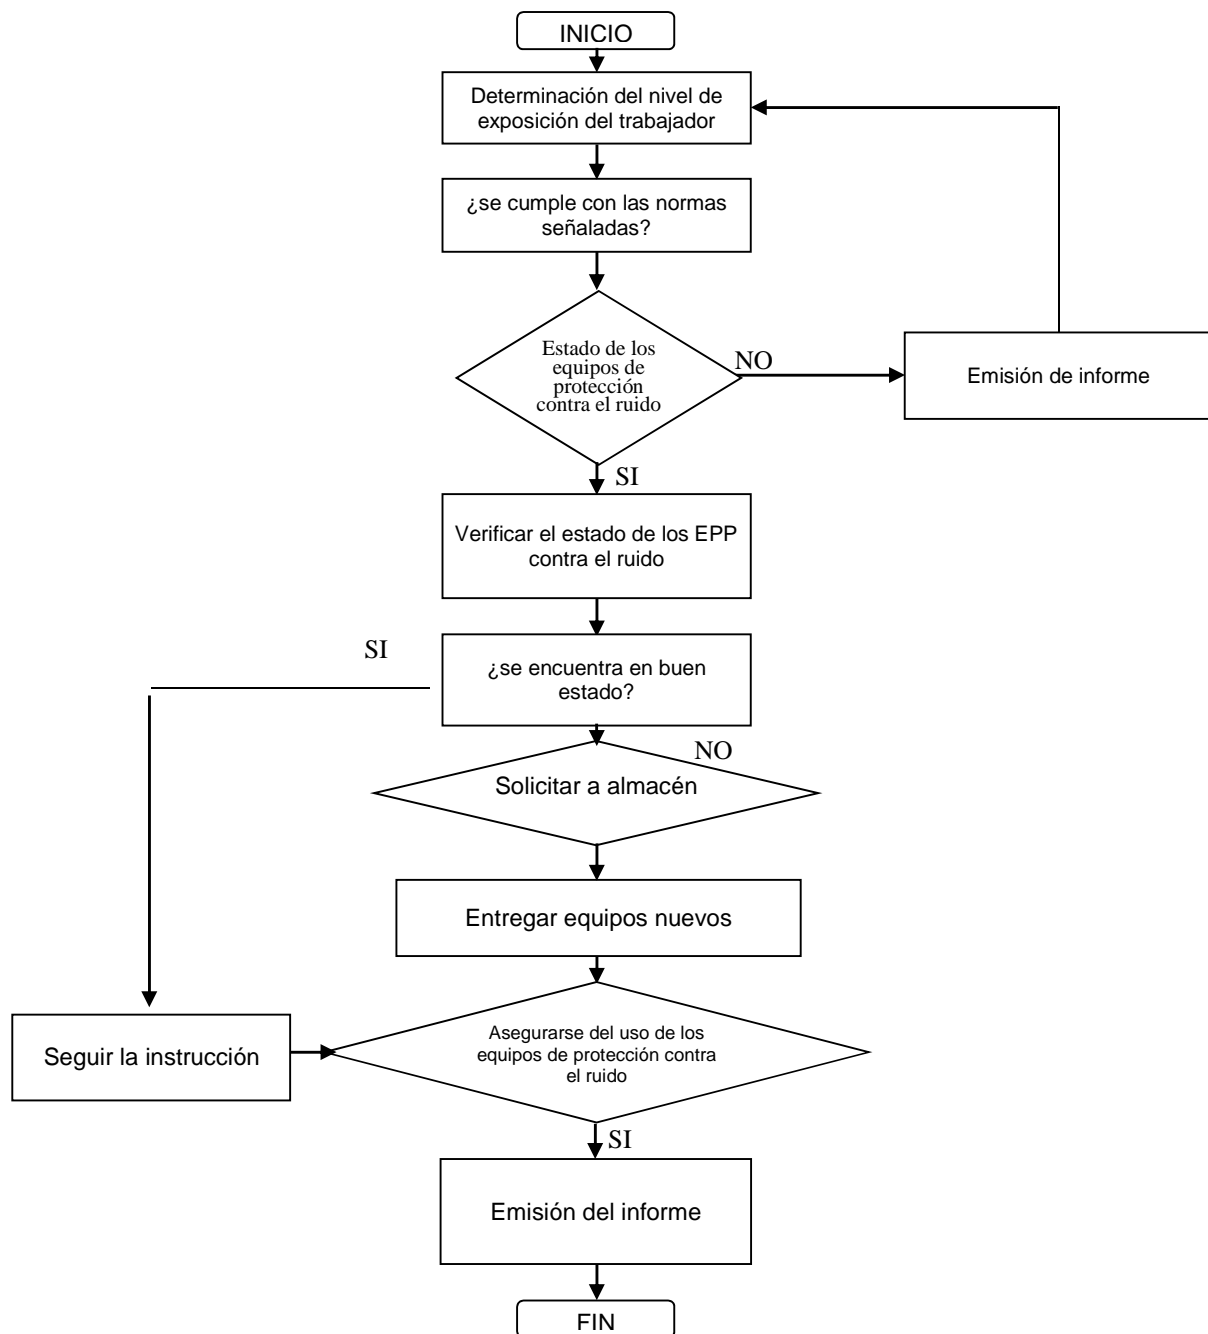 INICIO
Determinación del nivel de
exposición del trabajador
¿se cumple con las normas
señaladas?
Estado de los
equipos de
protección
contra el ruido
NO
Emisión de informe
SI
Verificar el estado de los EPP
contra el ruido
SI
¿se encuentra en buen
estado?
NO
Solicitar a almacén
Entregar equipos nuevos
Seguir la instrucción
Asegurarse del uso de los
equipos de protección contra
el ruido
SI
Emisión del informe
FIN